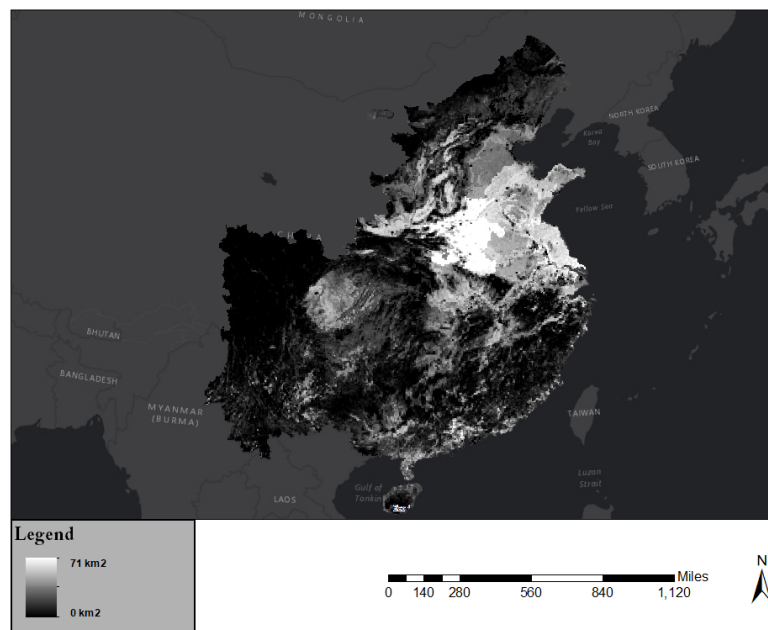 MONGOLIA
NORTH KOREA
Korea
Bay
SOUTH KOREA
Yellow Sea
CHINA
BHUTAN
BANGLADESH
MYANMAR
(BURMA)
TAIWAN
LAOS
Gulf of
Tonkin
Luzon
Strait
Legend
71 km2
0 km2
N
Miles
0 140 280 560 840 1,120